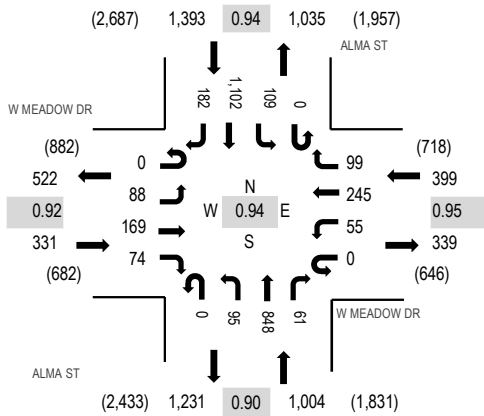 (2,687) 1,393 0.94 1,035 (1,957)
ALMA ST
182 1,102 109 0
W MEADOW DR
(882) 0 99 (718)
522 88 N 245 399
0.92 W 0.94 E 0.95
331 169 S 55 339
(682) 74 0 (646)
0 95 848 61
W MEADOW DR
ALMA ST
(2,433) 1,231 0.90 1,004 (1,831)